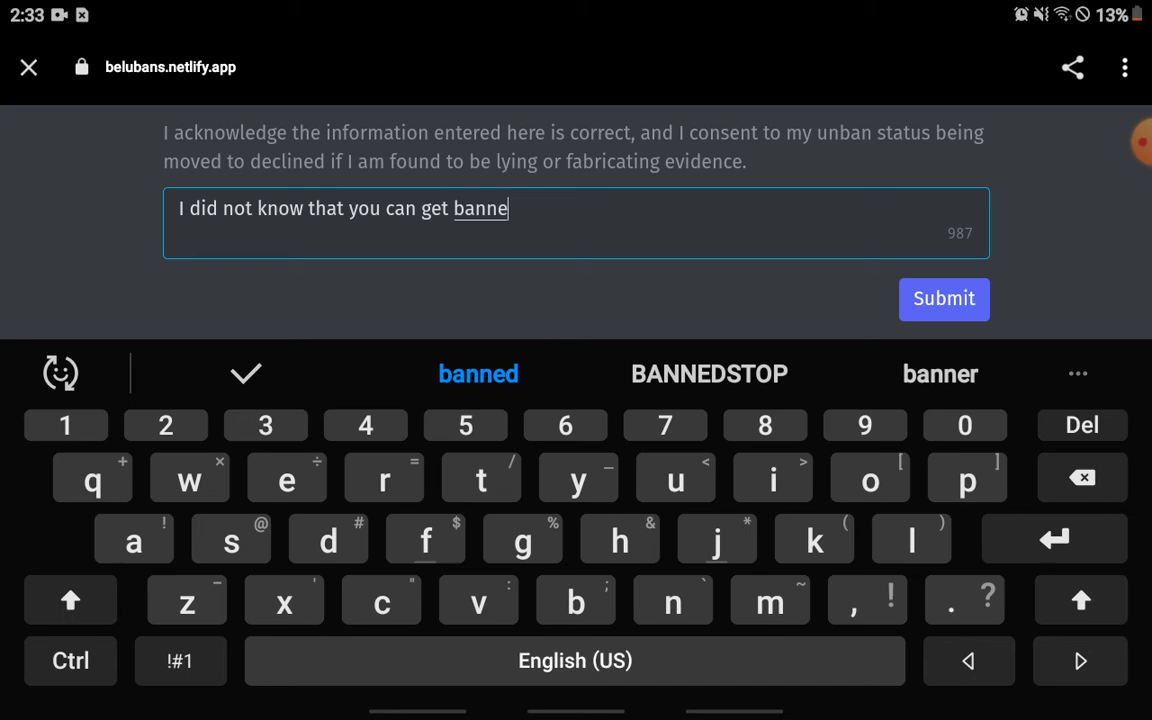 2:33
13%
belubans.netlify.app
I acknowledge the information entered here is correct, and I consent to my unban status being
moved to declined if I am found to be lying or fabricating evidence.
I did not know that you can get banne
987
Submit
banned BANNEDSTOP banner ...
1 2 3 4 5 6 7 8 9 0 Del
+ × ÷ = / _ < > [ ]
q w e r t y u i o p
! @ # $ % & * ( )
a s d f g h j k l
- ' " : ; ` ~ ! ?
z x c v b n m , .
Ctrl !#1 English (US)